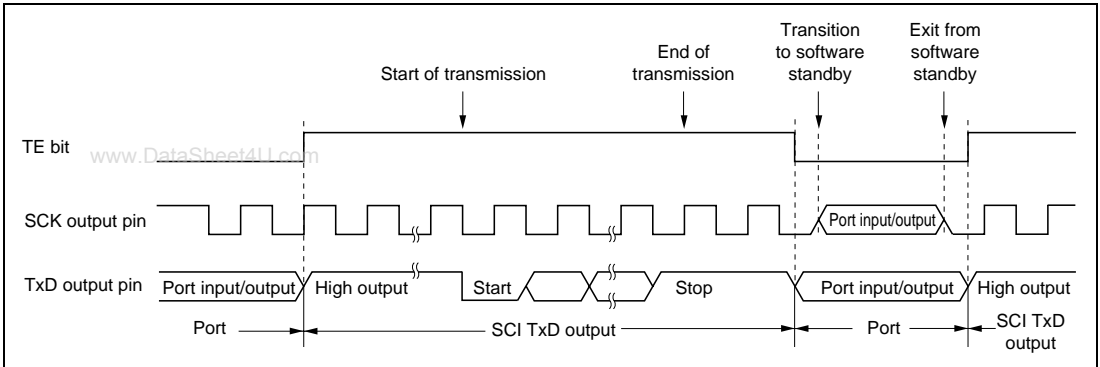 Transition
to software
standby
Exit from
software
standby
End of
transmission
Start of transmission
TE bit
www.DataSheet4U.com
SCK output pin
Port input/output
TxD output pin
Port input/output
High output
Start
Stop
Port input/output
High output
Port
SCI TxD output
Port
SCI TxD
output